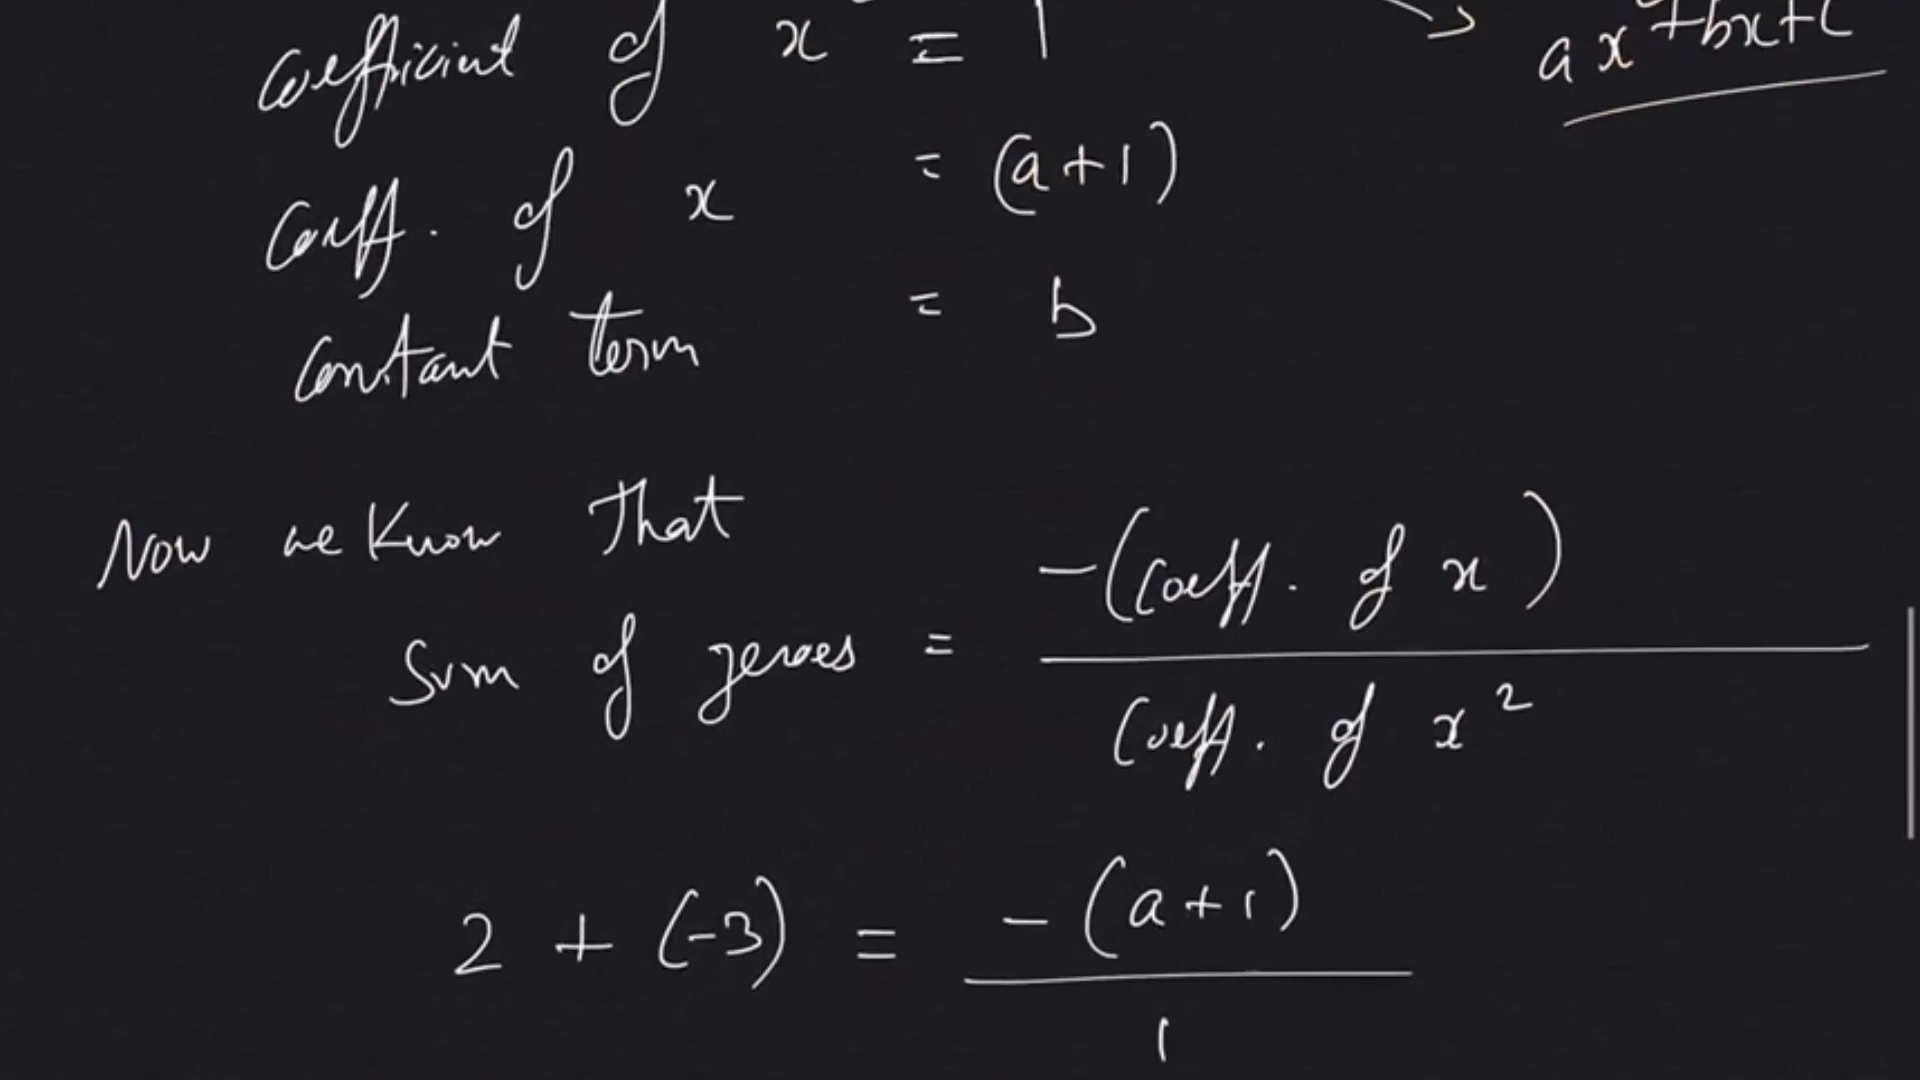 coefficient of x = 1
ax²+bx+c
coeff. of x = (a+1)
constant term = b
Now we know that
Sum of zeroes = -(coeff. of x)
coeff. of x²
2 + (-3) = -(a+1)
1